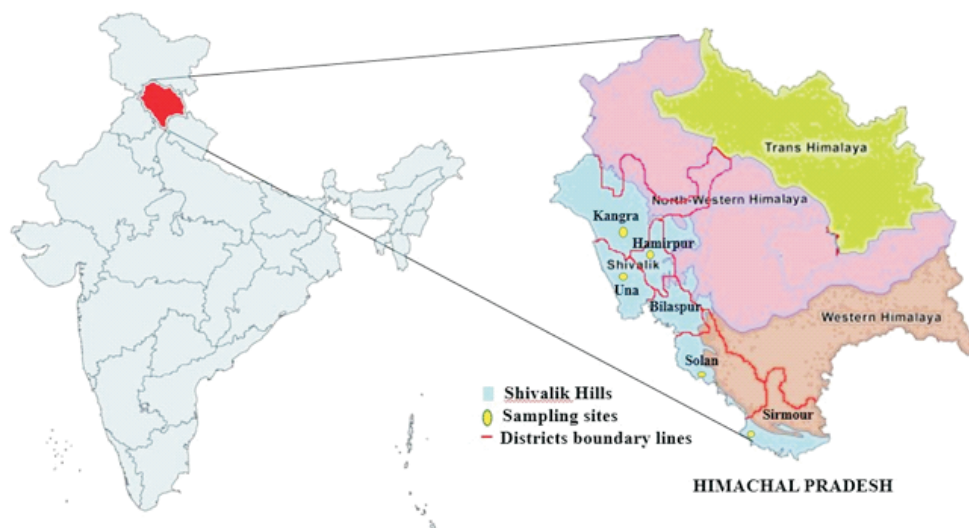 Trans Himalaya
North-Western Himalaya
Kangra
Hamirpur
Shivalik
Una
Bilaspur
Western Himalaya
Solan
Shivalik Hills
Sampling sites
Sirmour
Districts boundary lines
HIMACHAL PRADESH